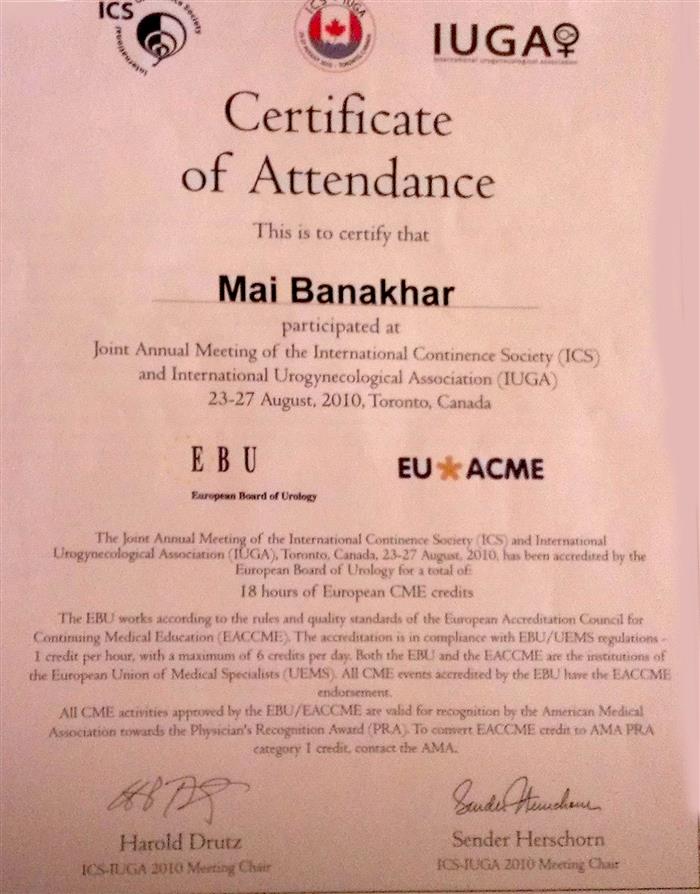 ICS
International Society
ICS IUGA
IUGA
international urogynecological association
Certificate
of Attendance
This is to certify that
Mai Banakhar
participated at
Joint Annual Meeting of the International Continence Society (ICS)
and International Urogynecological Association (IUGA)
23-27 August, 2010, Toronto, Canada
E B U
European Board of Urology
EU ACME
The Joint Annual Meeting of the International Continence Society (ICS) and International
Urogynecological Association (IUGA), Toronto, Canada, 23-27 August, 2010, has been accredited by the
European Board of Urology for a total of:
18 hours of European CME credits
The EBU works according to the rules and quality standards of the European Accreditation Council for
Continuing Medical Education (EACCME). The accreditation is in compliance with EBU/UEMS regulations -
1 credit per hour, with a maximum of 6 credits per day. Both the EBU and the EACCME are the institutions of
the European Union of Medical Specialists (UEMS). All CME events accredited by the EBU have the EACCME
endorsement.
All CME activities approved by the EBU/EACCME are valid for recognition by the American Medical
Association towards the Physician's Recognition Award (PRA). To convert EACCME credit to AMA PRA
category 1 credit, contact the AMA.
Harold Drutz
ICS-IUGA 2010 Meeting Chair
Sender Herschorn
ICS-IUGA 2010 Meeting Chair